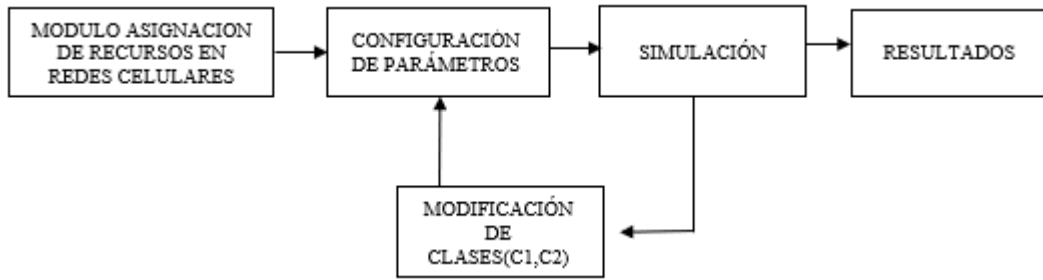 MODULO ASIGNACION
DE RECURSOS EN
REDES CELULARES
CONFIGURACIÓN
DE PARÁMETROS
SIMULACIÓN
RESULTADOS
MODIFICACIÓN
DE
CLASES(C1,C2)